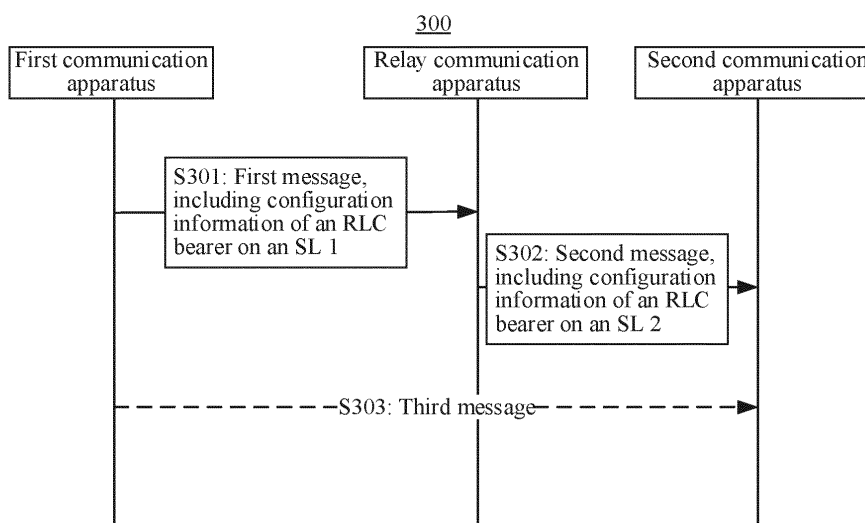 300
First communication
apparatus
Relay communication
apparatus
Second communication
apparatus
S301: First message,
including configuration
information of an RLC
bearer on an SL 1
S302: Second message,
including configuration
information of an RLC
bearer on an SL 2
S303: Third message